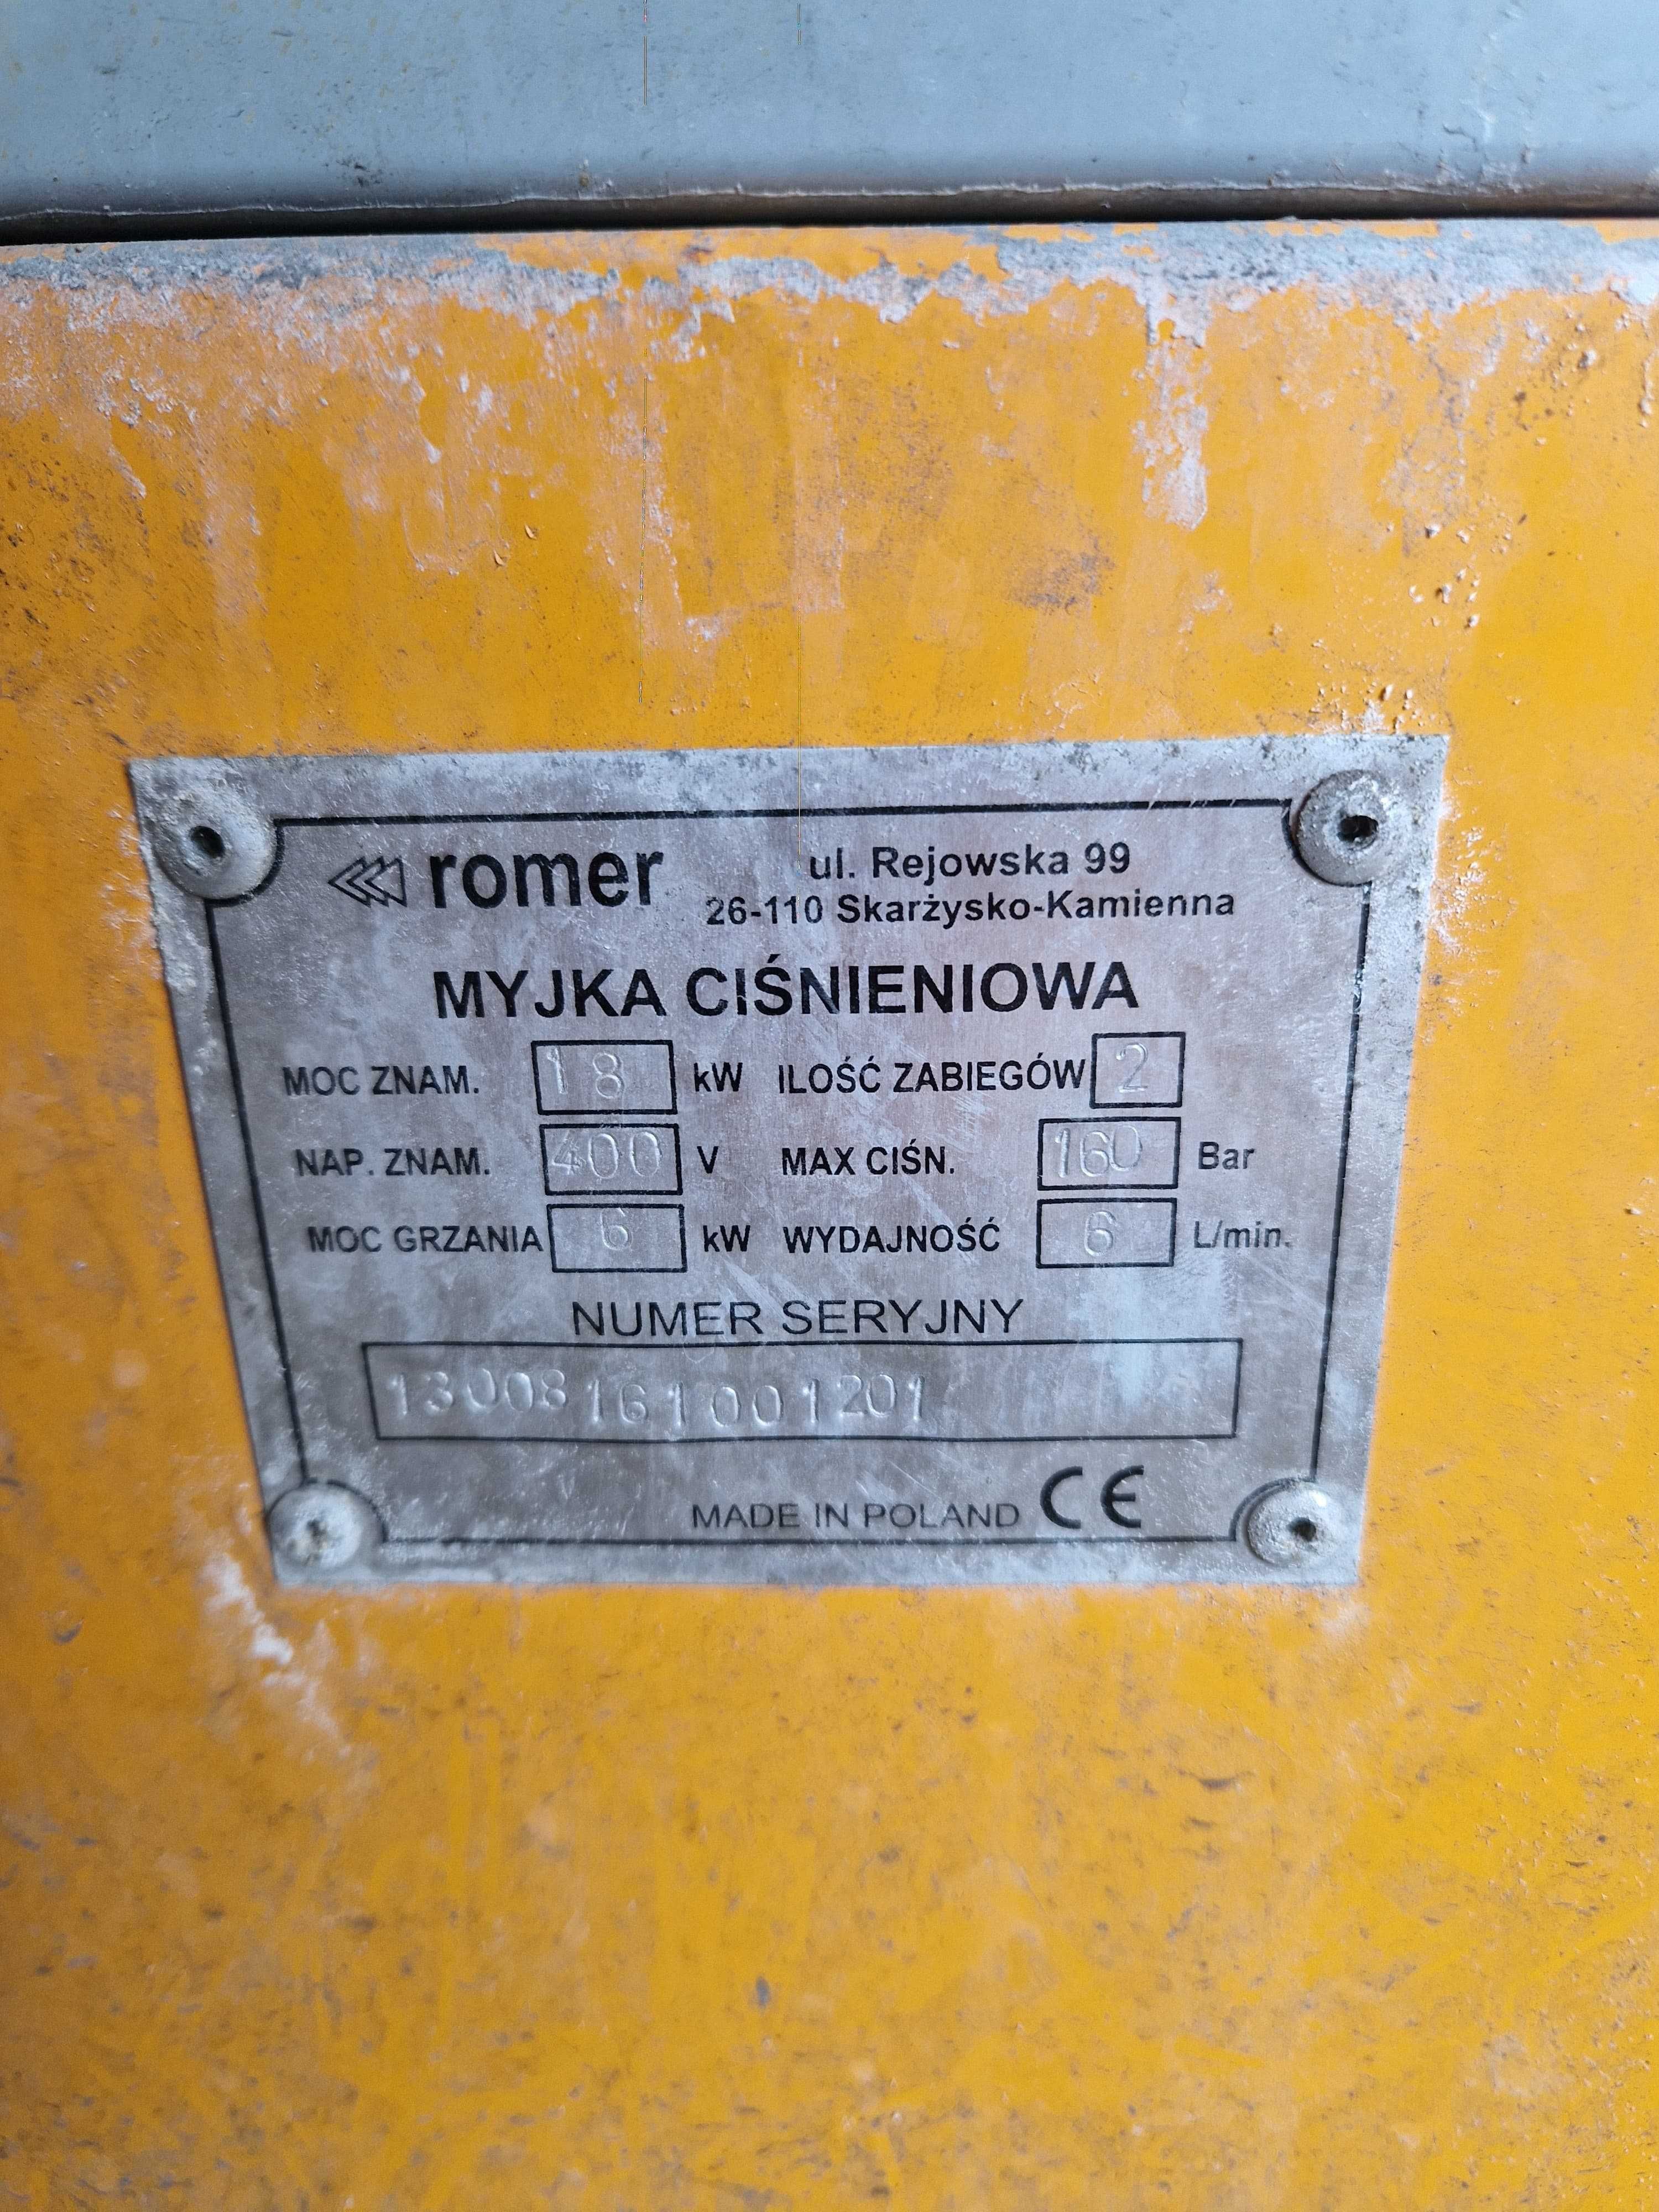 romer ul. Rejowska 99
26-110 Skarżysko-Kamienna
MYJKA CIŚNIENIOWA
MOC ZNAM. 18 kW ILOŚĆ ZABIEGÓW 2
NAP. ZNAM. 400 V MAX CIŚN. 160 Bar
MOC GRZANIA 6 kW WYDAJNOŚĆ 6 L/min.
NUMER SERYJNY
13008161001201
MADE IN POLAND CE